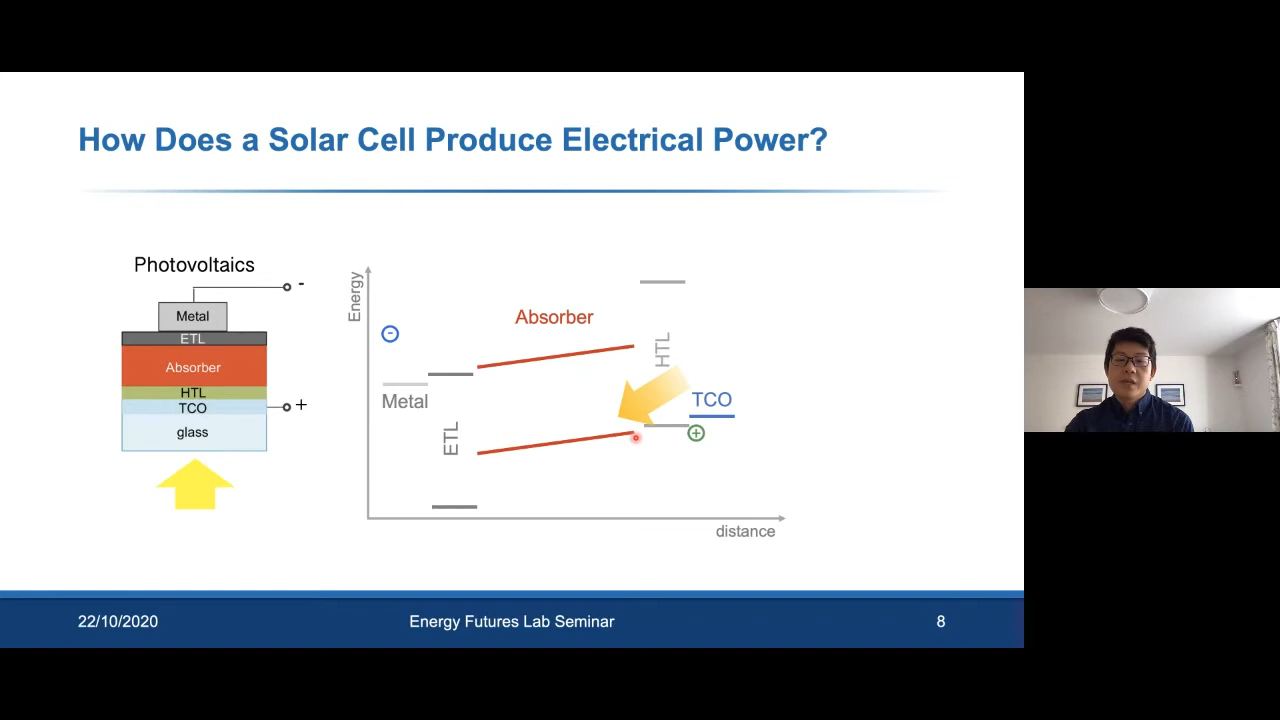 How Does a Solar Cell Produce Electrical Power?
Photovoltaics
-
Metal
ETL
Absorber
HTL
TCO
+
glass
Energy
-
Absorber
HTL
Metal
TCO
ETL
+
distance
22/10/2020
Energy Futures Lab Seminar
8